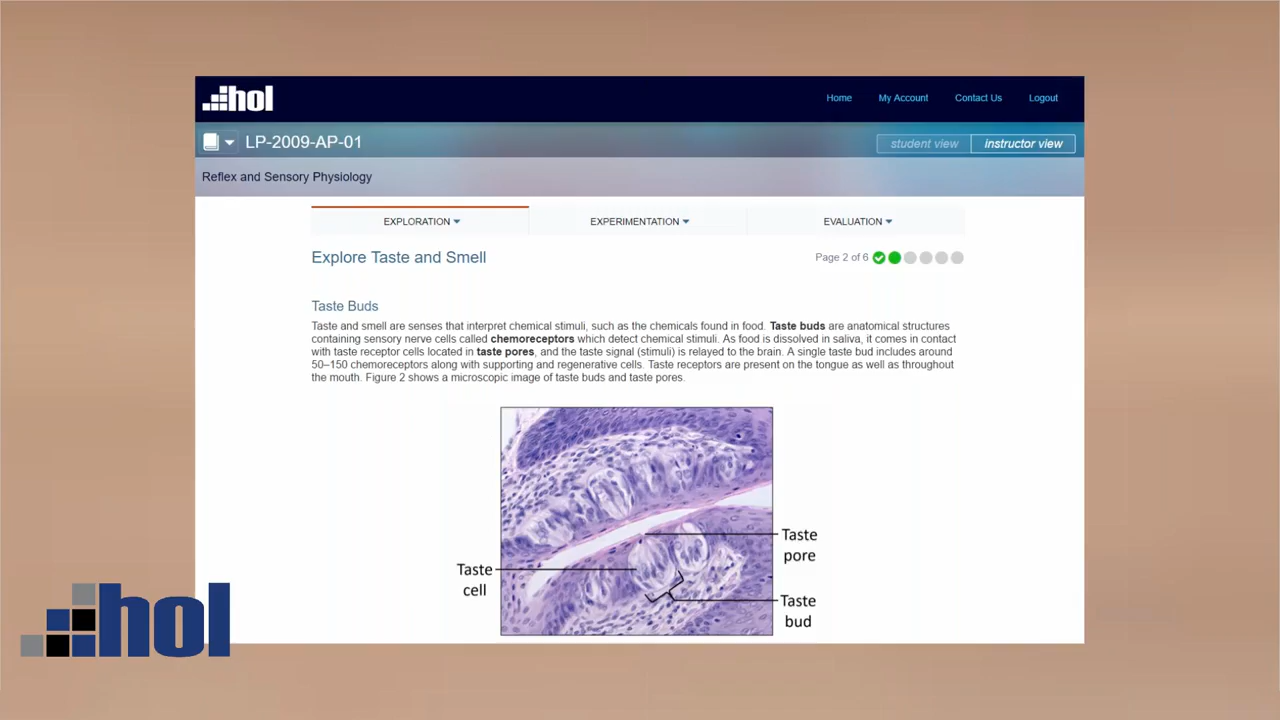 hol
Home My Account Contact Us Logout
LP-2009-AP-01
student view instructor view
Reflex and Sensory Physiology
EXPLORATION EXPERIMENTATION EVALUATION
Explore Taste and Smell
Page 2 of 6
Taste Buds
Taste and smell are senses that interpret chemical stimuli, such as the chemicals found in food. Taste buds are anatomical structures
containing sensory nerve cells called chemoreceptors which detect chemical stimuli. As food is dissolved in saliva, it comes in contact
with taste receptor cells located in taste pores, and the taste signal (stimuli) is relayed to the brain. A single taste bud includes around
50–150 chemoreceptors along with supporting and regenerative cells. Taste receptors are present on the tongue as well as throughout
the mouth. Figure 2 shows a microscopic image of taste buds and taste pores.
Taste
pore
Taste
cell
Taste
bud
hol